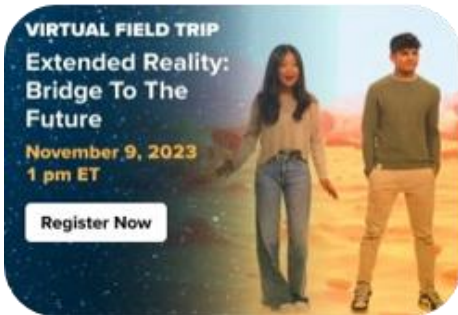 VIRTUAL FIELD TRIP
Extended Reality:
Bridge To The
Future
November 9, 2023
1 pm ET
Register Now